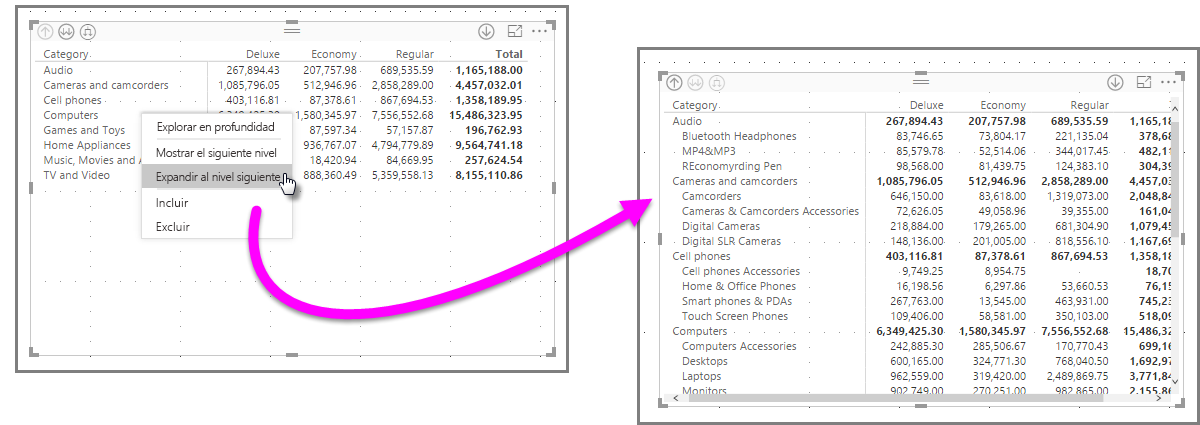 Category Deluxe Economy Regular Total
Audio 267,894.43 207,757.98 689,535.59 1,165,188.00
Cameras and camcorders 1,085,796.05 512,946.96 2,858,289.00 4,457,032.01
Cell phones 403,116.81 87,378.61 867,694.53 1,358,189.95
Computers 1,580,345.97 7,556,552.68 15,486,323.95
Games and Toys 87,597.34 57,157.87 196,762.93
Home Appliances 936,767.07 4,794,779.89 9,564,741.18
Music, Movies and 18,420.94 84,669.95 257,624.54
TV and Video 888,360.49 5,359,558.13 8,155,110.86
Explorar en profundidad
Mostrar el siguiente nivel
Expandir al nivel siguiente
Incluir
Excluir
Category Deluxe Economy Regular
Audio 267,894.43 207,757.98 689,535.59 1,165,18
Bluetooth Headphones 83,746.65 73,804.17 221,135.04 378,68
MP4&MP3 85,579.78 52,514.06 344,017.45 482,11
REconomyrding Pen 98,568.00 81,439.75 124,383.10 304,39
Cameras and camcorders 1,085,796.05 512,946.96 2,858,289.00 4,457,03
Camcorders 646,150.00 83,618.00 1,319,073.00 2,048,84
Cameras & Camcorders Accessories 72,626.05 49,058.96 39,355.00 161,04
Digital Cameras 218,884.00 179,265.00 681,304.90 1,079,45
Digital SLR Cameras 148,136.00 201,005.00 818,556.10 1,167,69
Cell phones 403,116.81 87,378.61 867,694.53 1,358,18
Cell phones Accessories 9,749.25 8,954.75 18,70
Home & Office Phones 16,198.56 6,297.86 53,660.53 76,15
Smart phones & PDAs 267,763.00 13,545.00 463,931.00 745,23
Touch Screen Phones 109,406.00 58,581.00 350,103.00 518,09
Computers 6,349,425.30 1,580,345.97 7,556,552.68 15,486,32
Computers Accessories 242,885.30 285,506.67 170,770.43 699,16
Desktops 600,165.00 324,771.30 768,040.50 1,692,97
Laptops 962,559.00 319,420.00 2,489,869.75 3,771,84
Monitors 902,749.00 270,251.00 982,865.00 2,155,86